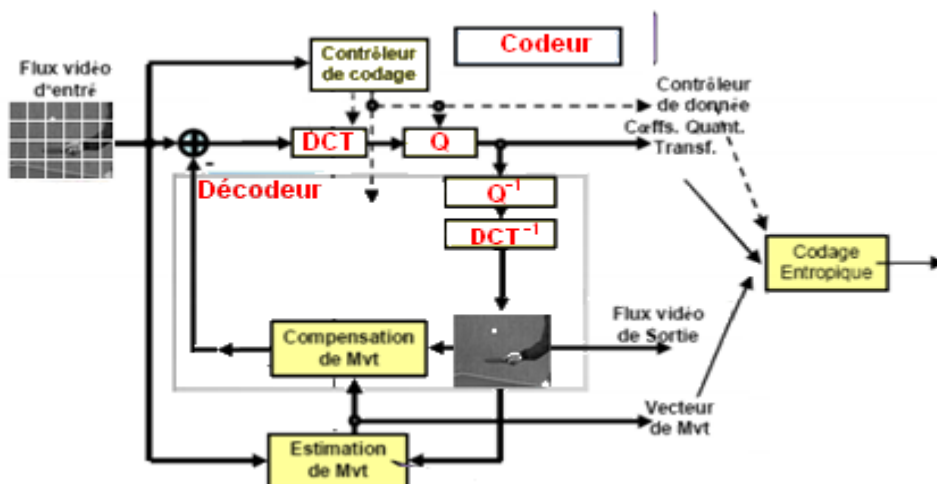 Codeur
Contrôleur
de codage
Flux vidéo
d'entré
Contrôleur
de donnée
Cœffs. Quant.
Transf.
DCT
Q
-
Décodeur
Q⁻¹
DCT⁻¹
Codage
Entropique
Flux vidéo
de Sortie
Compensation
de Mvt
Vecteur
de Mvt
Estimation
de Mvt